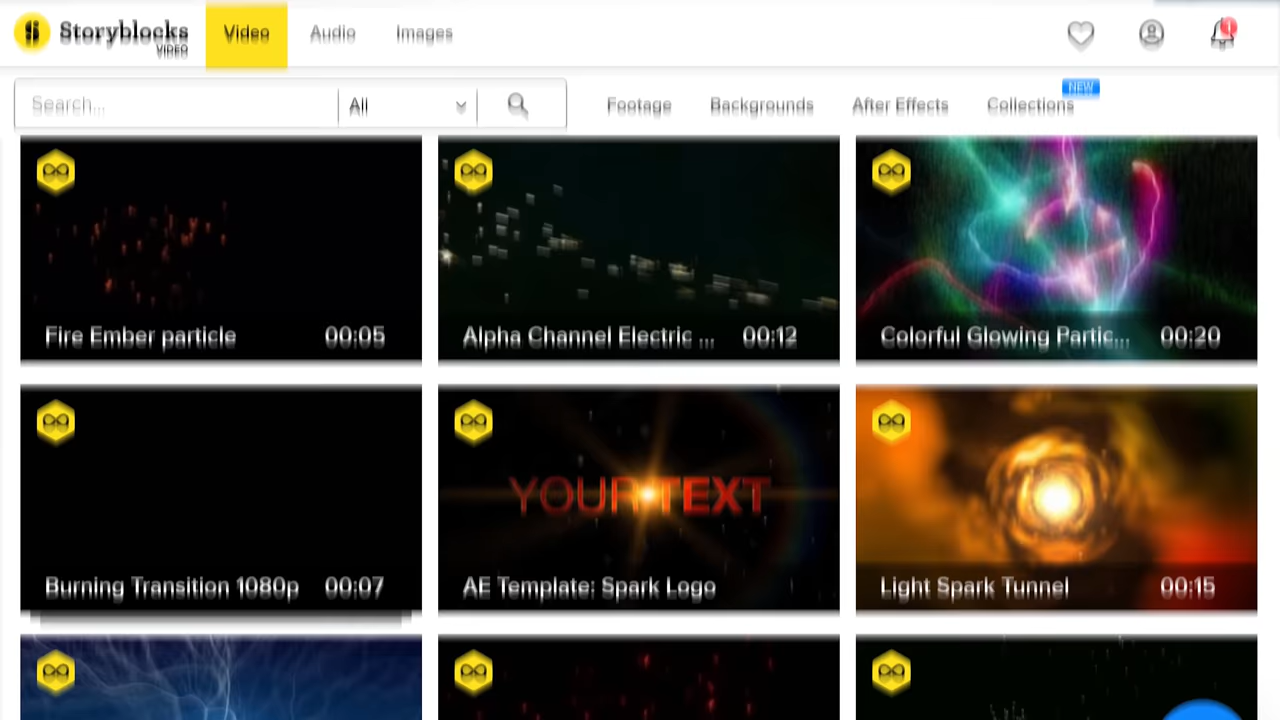 Storyblocks
VIDEO
Video
Audio
Images
1
Search...
All
Footage
Backgrounds
After Effects
Collections
NEW
Fire Ember particle 00:05
Alpha Channel Electric ... 00:12
Colorful Glowing Partic... 00:20
Burning Transition 1080p 00:07
YOUR TEXT
AE Template: Spark Logo
Light Spark Tunnel 00:15